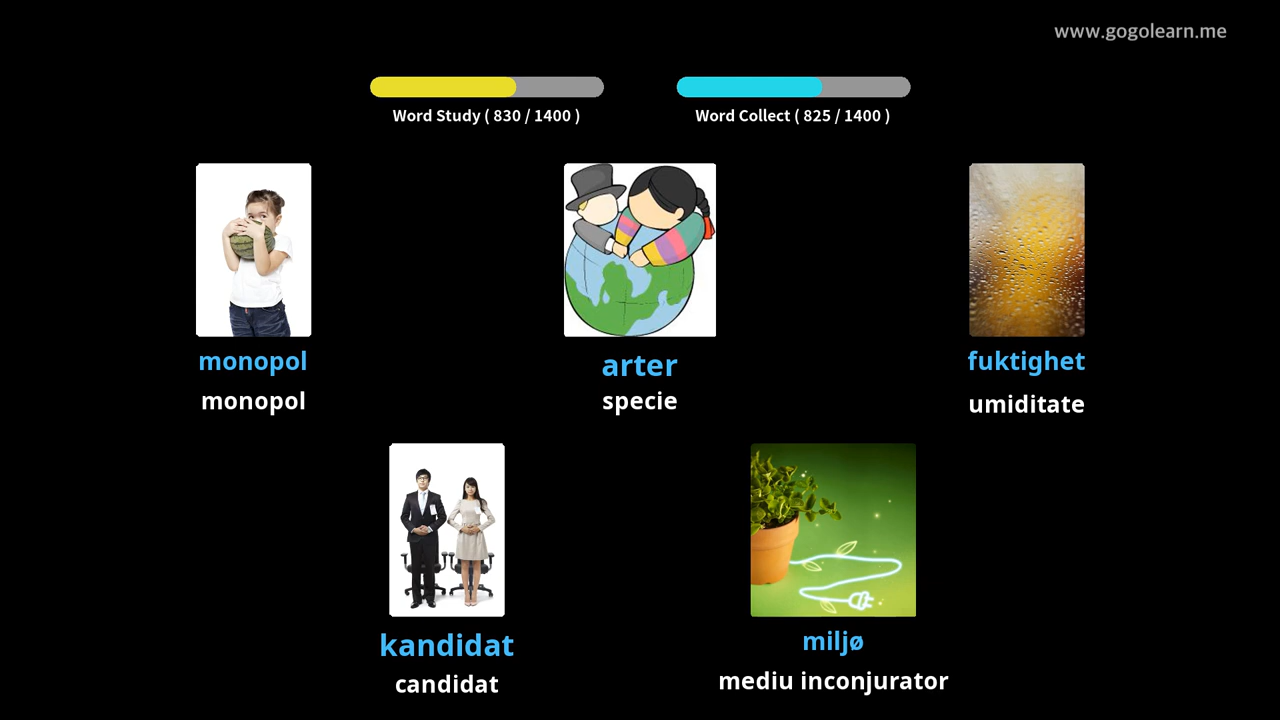 www.gogolearn.me
Word Study ( 830 / 1400 )
Word Collect ( 825 / 1400 )
monopol
monopol
arter
specie
fuktighet
umiditate
kandidat
candidat
miljø
mediu inconjurator